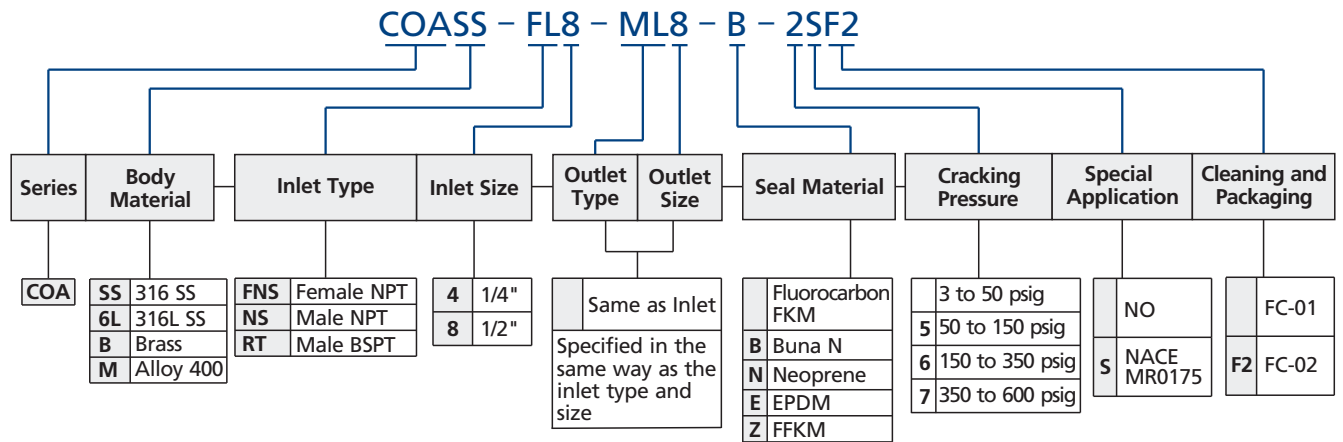 COASS – FL8 – ML8 – B – 2SF2
Series
Body
Material
Inlet Type
Inlet Size
Outlet
Type
Outlet
Size
Seal Material
Cracking
Pressure
Special
Application
Cleaning and
Packaging
COA
SS 316 SS
6L 316L SS
B Brass
M Alloy 400
FNS Female NPT
NS Male NPT
RT Male BSPT
4 1/4"
8 1/2"
Same as Inlet
Specified in the
same way as the
inlet type and
size
Fluorocarbon
FKM
B Buna N
N Neoprene
E EPDM
Z FFKM
3 to 50 psig
5 50 to 150 psig
6 150 to 350 psig
7 350 to 600 psig
NO
S NACE
MR0175
FC-01
F2 FC-02